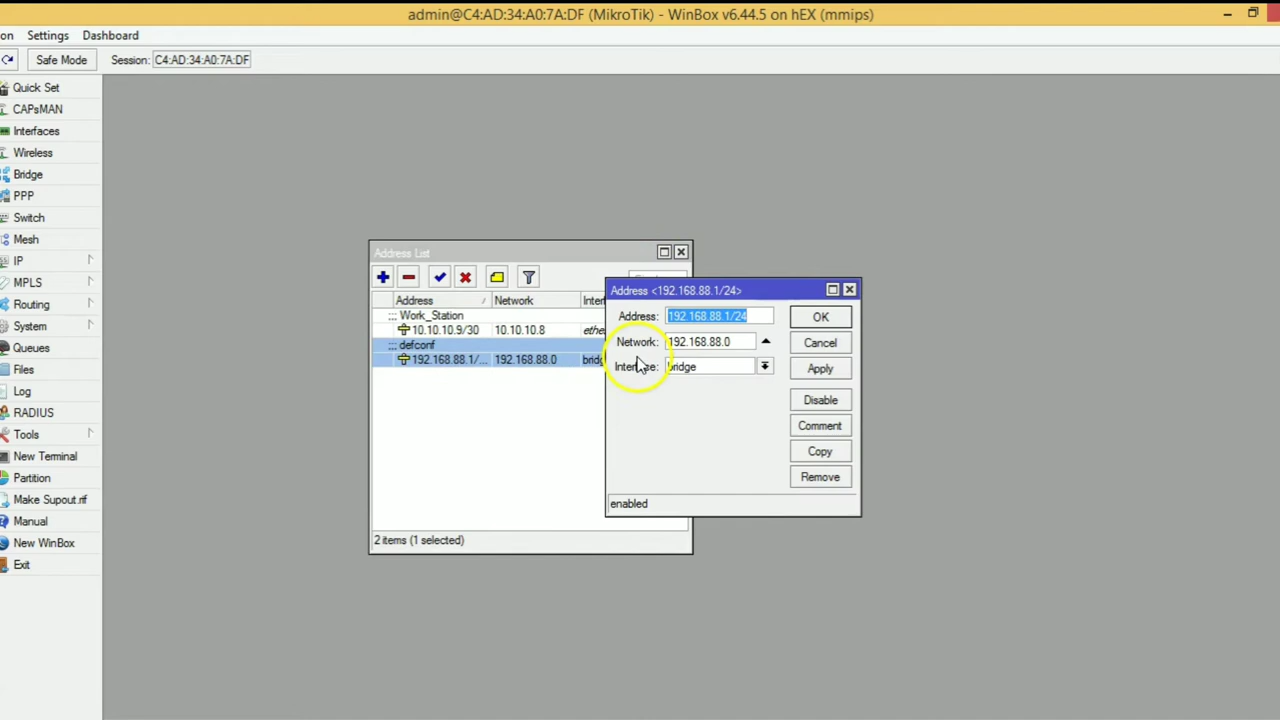 admin@C4:AD:34:A0:7A:DF (MikroTik) - WinBox v6.44.5 on hEX (mmips)
on Settings Dashboard
Safe Mode Session: C4:AD:34:A0:7A:DF
Quick Set
CAPsMAN
Interfaces
Wireless
Bridge
PPP
Switch
Mesh
IP
MPLS
Routing
System
Queues
Files
Log
RADIUS
Tools
New Terminal
Partition
Make Supout.rif
Manual
New WinBox
Exit
Address List
Address Network Interf
;;; Work_Station
10.10.10.9/30 10.10.10.8 ethe
;;; defconf
192.168.88.1/... 192.168.88.0 bridg
2 items (1 selected)
Address <192.168.88.1/24>
Address: 192.168.88.1/24
Network: 192.168.88.0
Interface: bridge
OK
Cancel
Apply
Disable
Comment
Copy
Remove
enabled